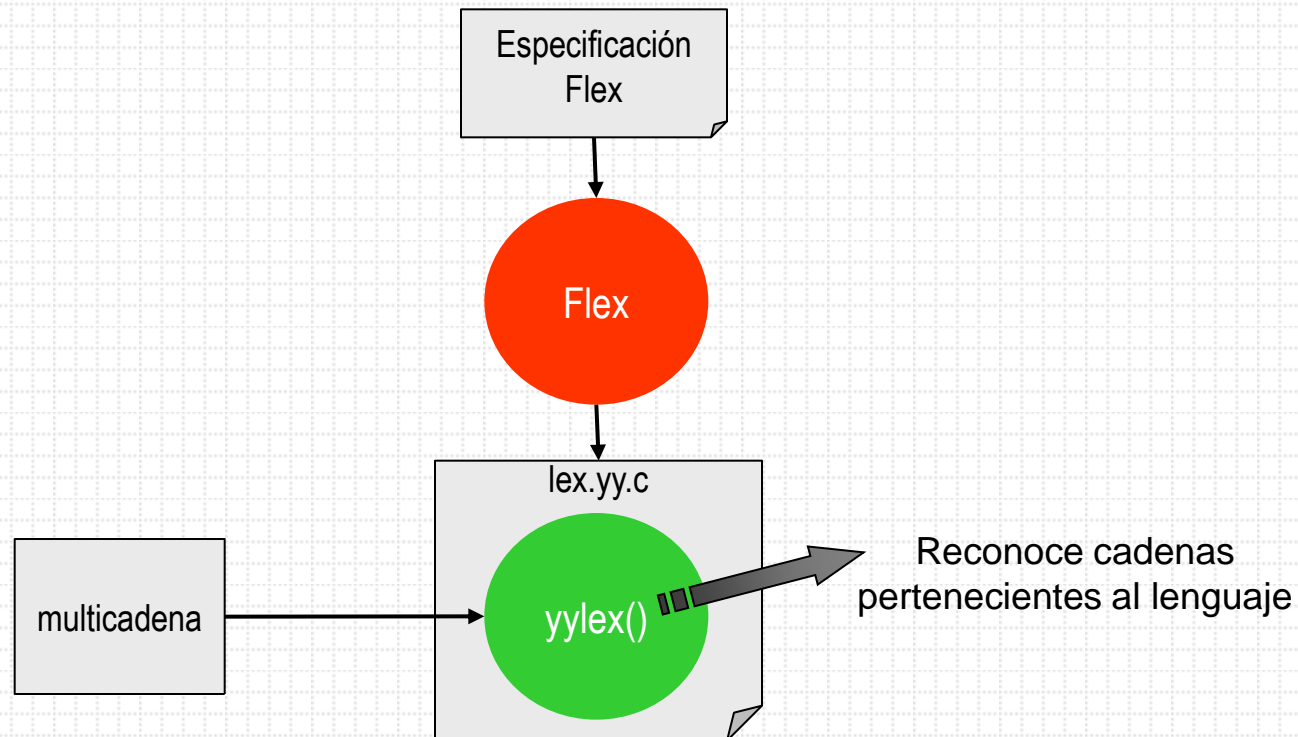 Especificación
Flex
Flex
lex.yy.c
multicadena
yylex()
Reconoce cadenas
pertenecientes al lenguaje